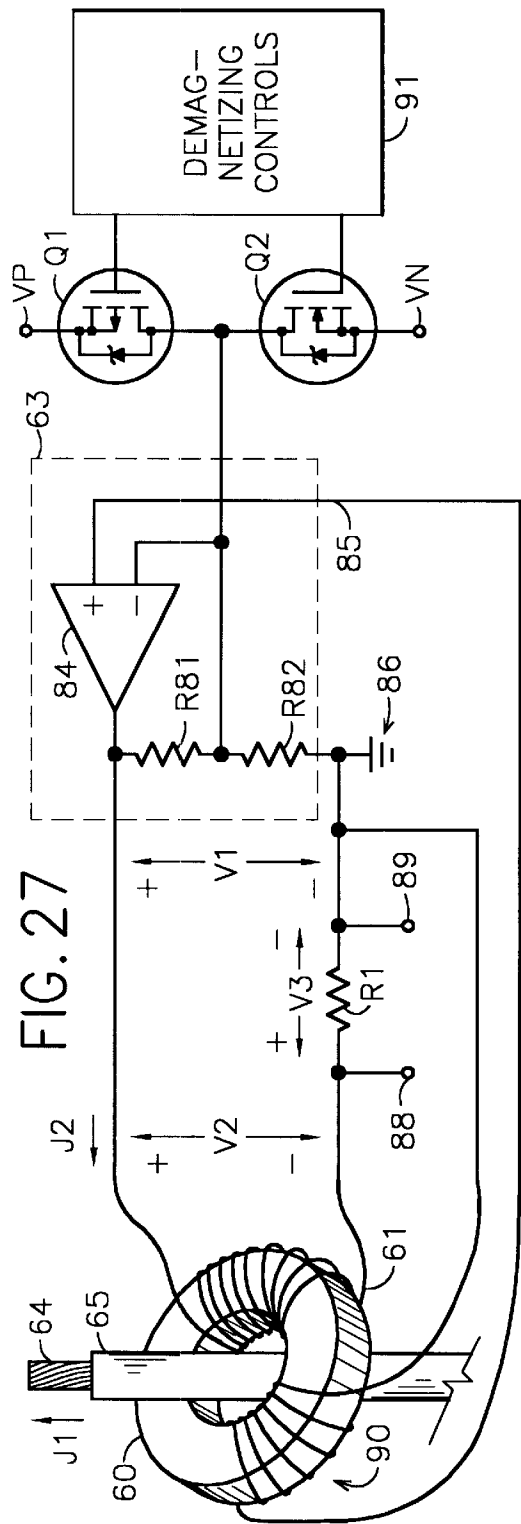 FIG. 27
J1
64
65
60
90
61
J2
+
V2
−
+
V1
−
+
V3
−
R1
88
89
86
63
84
+
−
R81
R82
85
VP
Q1
Q2
VN
DEMAG-
NETIZING
CONTROLS
91